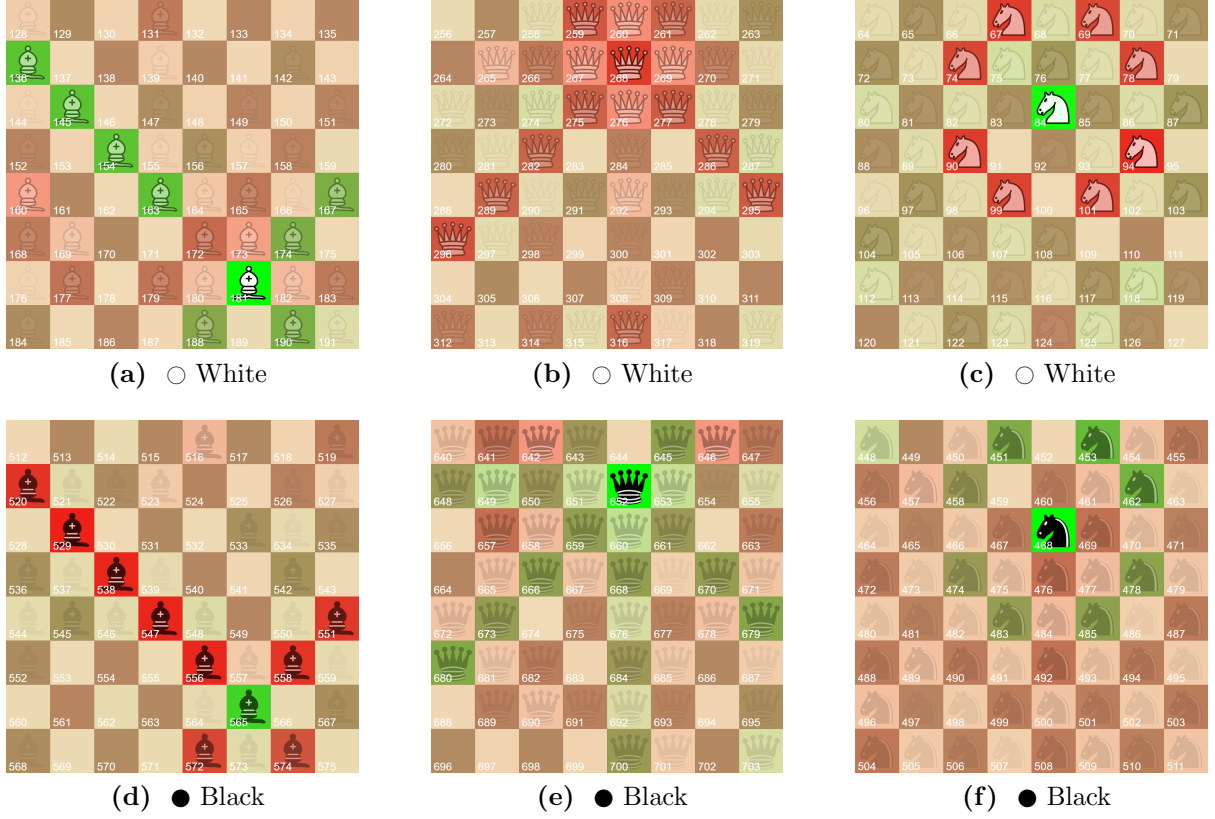 128 129 130 131 132 133 134 135
136 137 138 139 140 141 142 143
144 145 146 147 148 149 150 151
152 153 154 155 156 157 158 159
160 161 162 163 164 165 166 167
168 169 170 171 172 173 174 175
176 177 178 179 180 181 182 183
184 185 186 187 188 189 190 191
(a) ○ White
256 257 258 259 260 261 262 263
264 265 266 267 268 269 270 271
272 273 274 275 276 277 278 279
280 281 282 283 284 285 286 287
288 289 290 291 292 293 294 295
296 297 298 299 300 301 302 303
304 305 306 307 308 309 310 311
312 313 314 315 316 317 318 319
(b) ○ White
64 65 66 67 68 69 70 71
72 73 74 75 76 77 78 79
80 81 82 83 84 85 86 87
88 89 90 91 92 93 94 95
96 97 98 99 100 101 102 103
104 105 106 107 108 109 110 111
112 113 114 115 116 117 118 119
120 121 122 123 124 125 126 127
(c) ○ White
512 513 514 515 516 517 518 519
520 521 522 523 524 525 526 527
528 529 530 531 532 533 534 535
536 537 538 539 540 541 542 543
544 545 546 547 548 549 550 551
552 553 554 555 556 557 558 559
560 561 562 563 564 565 566 567
568 569 570 571 572 573 574 575
(d) ● Black
640 641 642 643 644 645 646 647
648 649 650 651 652 653 654 655
656 657 658 659 660 661 662 663
664 665 666 667 668 669 670 671
672 673 674 675 676 677 678 679
680 681 682 683 684 685 686 687
688 689 690 691 692 693 694 695
696 697 698 699 700 701 702 703
(e) ● Black
448 449 450 451 452 453 454 455
456 457 458 459 460 461 462 463
464 465 466 467 468 469 470 471
472 473 474 475 476 477 478 479
480 481 482 483 484 485 486 487
488 489 490 491 492 493 494 495
496 497 498 499 500 501 502 503
504 505 506 507 508 509 510 511
(f) ● Black